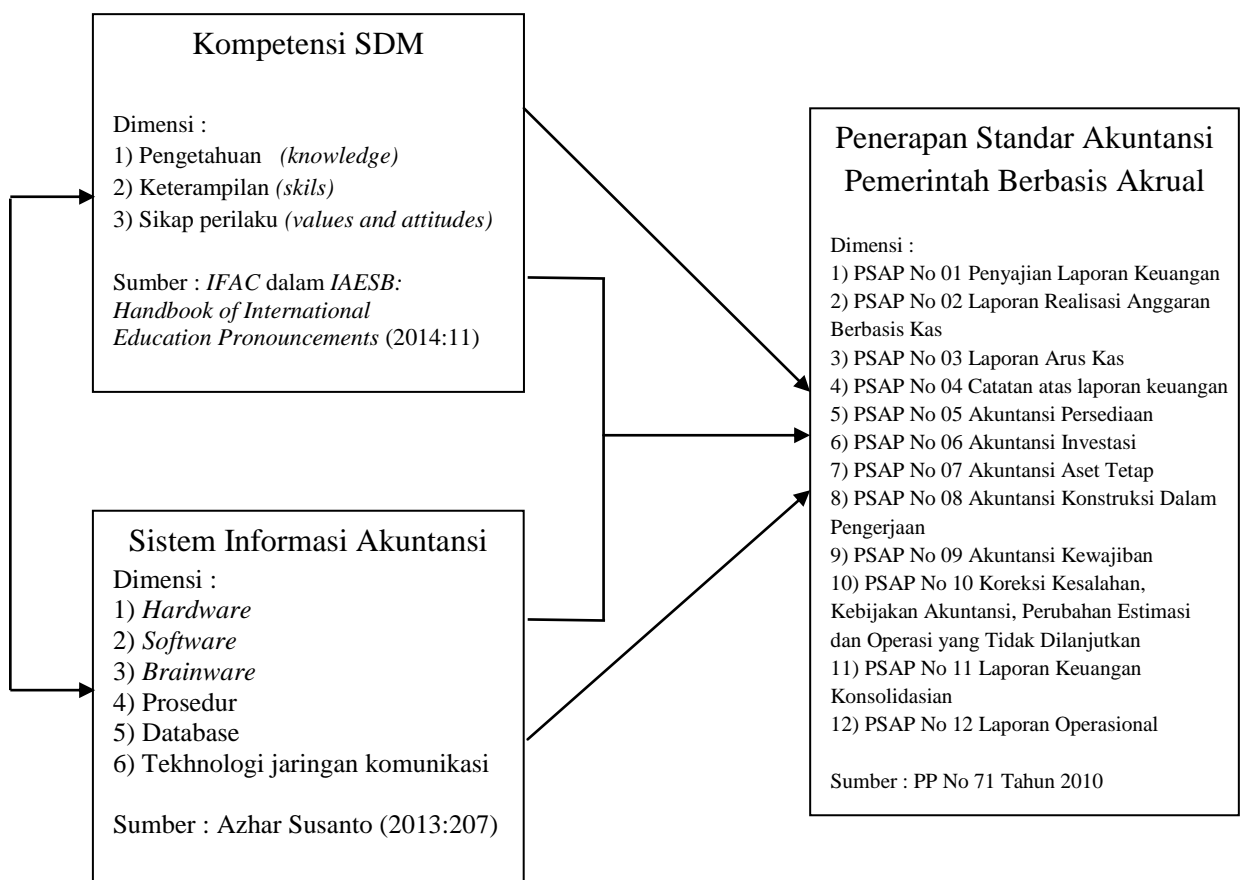 Kompetensi SDM
Dimensi :
1) Pengetahuan (knowledge)
2) Keterampilan (skils)
3) Sikap perilaku (values and attitudes)
Sumber : IFAC dalam IAESB:
Handbook of International
Education Pronouncements (2014:11)
Sistem Informasi Akuntansi
Dimensi :
1) Hardware
2) Software
3) Brainware
4) Prosedur
5) Database
6) Tekhnologi jaringan komunikasi
Sumber : Azhar Susanto (2013:207)
Penerapan Standar Akuntansi
Pemerintah Berbasis Akrual
Dimensi :
1) PSAP No 01 Penyajian Laporan Keuangan
2) PSAP No 02 Laporan Realisasi Anggaran
Berbasis Kas
3) PSAP No 03 Laporan Arus Kas
4) PSAP No 04 Catatan atas laporan keuangan
5) PSAP No 05 Akuntansi Persediaan
6) PSAP No 06 Akuntansi Investasi
7) PSAP No 07 Akuntansi Aset Tetap
8) PSAP No 08 Akuntansi Konstruksi Dalam
Pengerjaan
9) PSAP No 09 Akuntansi Kewajiban
10) PSAP No 10 Koreksi Kesalahan,
Kebijakan Akuntansi, Perubahan Estimasi
dan Operasi yang Tidak Dilanjutkan
11) PSAP No 11 Laporan Keuangan
Konsolidasian
12) PSAP No 12 Laporan Operasional
Sumber : PP No 71 Tahun 2010